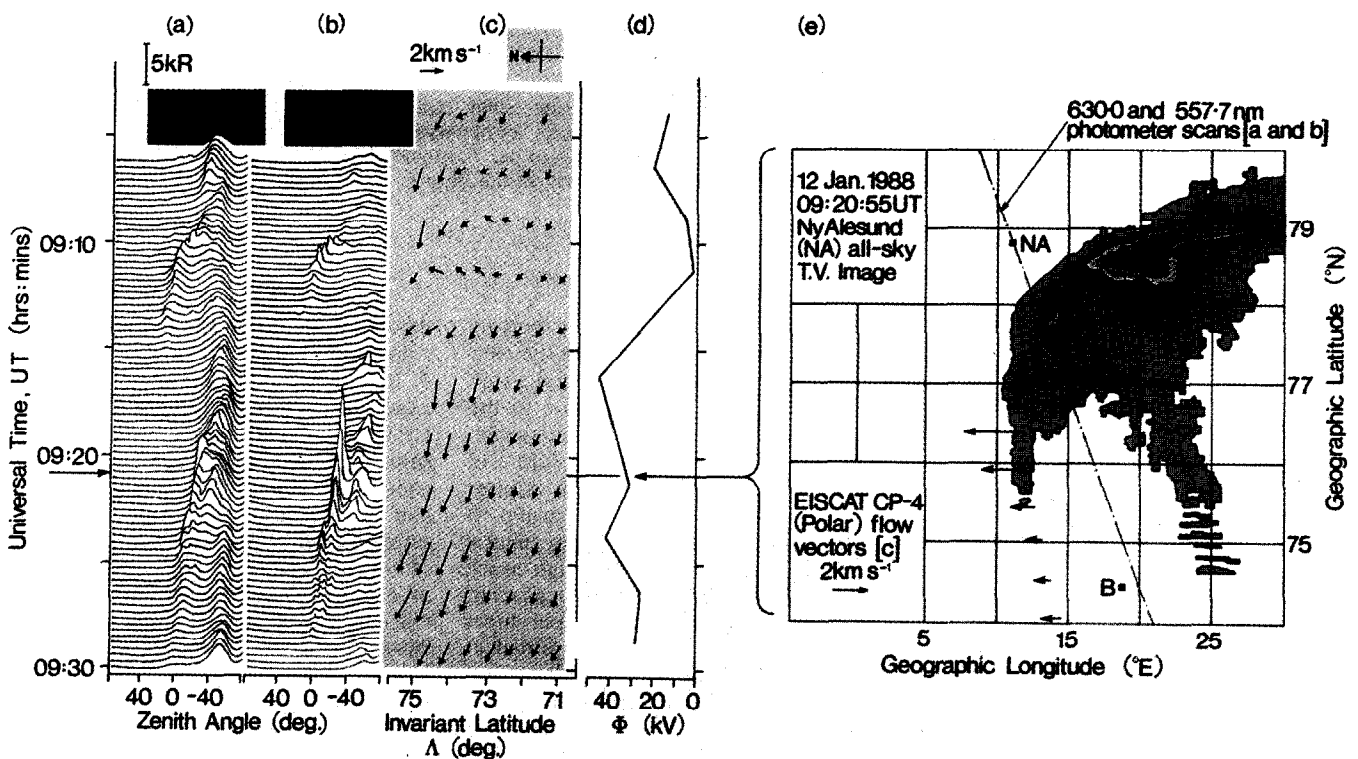 (a)
(b)
(c)
(d)
(e)
5kR
2km s⁻¹
N
Universal Time, UT (hrs:mins)
09:10
09:20
09:30
40 0 -40
Zenith Angle (deg.)
40 0 -40
75 73 71
Invariant Latitude
Λ (deg.)
40 20 0
Φ (kV)
630·0 and 557·7nm
photometer scans[a and b]
12 Jan.1988
09:20:55UT
NyAlesund
(NA) all-sky
T.V. Image
NA
EISCAT CP-4
(Polar) flow
vectors [c]
2km s⁻¹
B
79
77
75
Geographic Latitude (°N)
5 15 25
Geographic Longitude (°E)